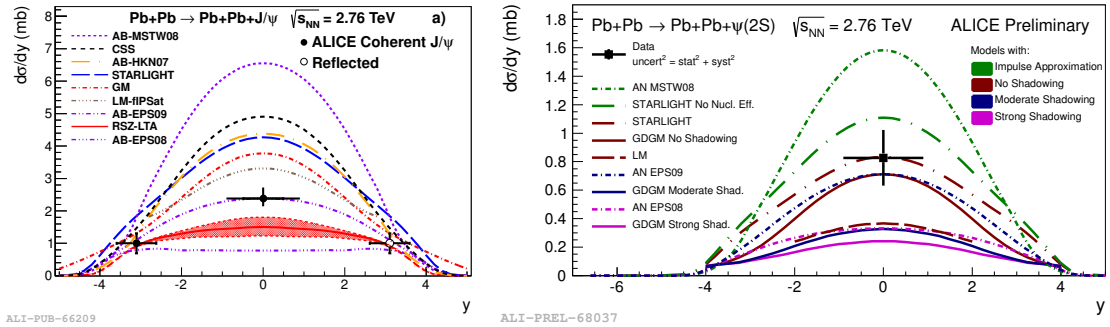 Pb+Pb → Pb+Pb+J/ψ √sNN = 2.76 TeV a)
dσ/dy (mb)
AB-MSTW08
CSS
AB-HKN07
STARLIGHT
GM
LM-fIPSat
AB-EPS09
RSZ-LTA
AB-EPS08
ALICE Coherent J/ψ
Reflected
9
8
7
6
5
4
3
2
1
0
-4 -2 0 2 4
y
ALI-PUB-66209
Pb+Pb → Pb+Pb+ψ(2S) √sNN = 2.76 TeV ALICE Preliminary
dσ/dy (mb)
Data
uncert² = stat² + syst²
AN MSTW08
STARLIGHT No Nucl. Eff.
STARLIGHT
GDGM No Shadowing
LM
AN EPS09
GDGM Moderate Shad.
AN EPS08
GDGM Strong Shad.
Models with:
Impulse Approximation
No Shadowing
Moderate Shadowing
Strong Shadowing
1.8
1.6
1.4
1.2
1
0.8
0.6
0.4
0.2
0
-6 -4 -2 0 2 4
y
ALI-PREL-68037